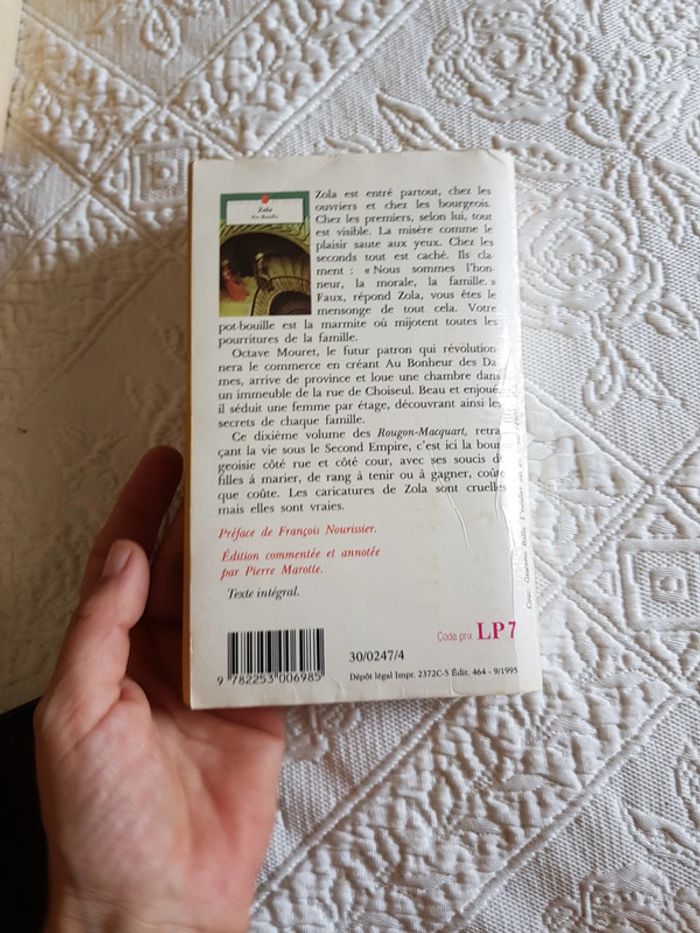 Zola
Pot-Bouille
Zola est entré partout, chez les
ouvriers et chez les bourgeois.
Chez les premiers, selon lui, tout
est visible. La misère comme le
plaisir saute aux yeux. Chez les
seconds tout est caché. Ils cla-
ment : « Nous sommes l'hon-
neur, la morale, la famille. »
Faux, répond Zola, vous êtes le
mensonge de tout cela. Votre
pot-bouille est la marmite où mijotent toutes les
pourritures de la famille.
Octave Mouret, le futur patron qui révolution-
nera le commerce en créant Au Bonheur des Da-
mes, arrive de province et loue une chambre dans
un immeuble de la rue de Choiseul. Beau et enjoué,
il séduit une femme par étage, découvrant ainsi les
secrets de chaque famille.
Ce dixième volume des Rougon-Macquart, retra-
çant la vie sous le Second Empire, c'est ici la bour-
geoisie côté rue et côté cour, avec ses soucis de
filles à marier, de rang à tenir ou à gagner, coûte
que coûte. Les caricatures de Zola sont cruelles
mais elles sont vraies.
Préface de François Nourissier.
Édition commentée et annotée
par Pierre Marotte.
Texte intégral.
Code prix LP 7
30/0247/4
9 782253 006985
Dépôt légal Impr. 2372C-5 Édit. 464 - 9/1995
Couv. Giacomo Balla.